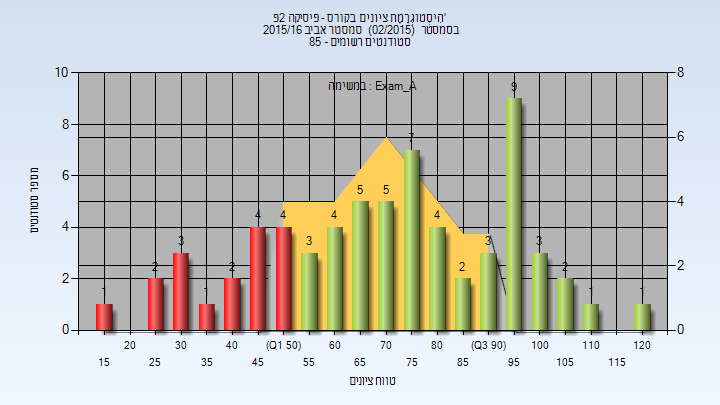 היסטוגרמת ציונים בקורס - פיסיקה 2פ'
בסמסטר (02/2015) סמסטר אביב 2015/16
סטודנטים רשומים - 85
במשימה : Exam_A
מספר סטודנטים
10 8 6 4 2 0
8 6 4 2 0
1 2 3 1 2 4 4 3 4 5 5 7 4 2 3 9 3 2 1 1
20 30 40 (Q1 50) 60 70 80 (Q3 90) 100 110 120
15 25 35 45 55 65 75 85 95 105 115
טווח ציונים